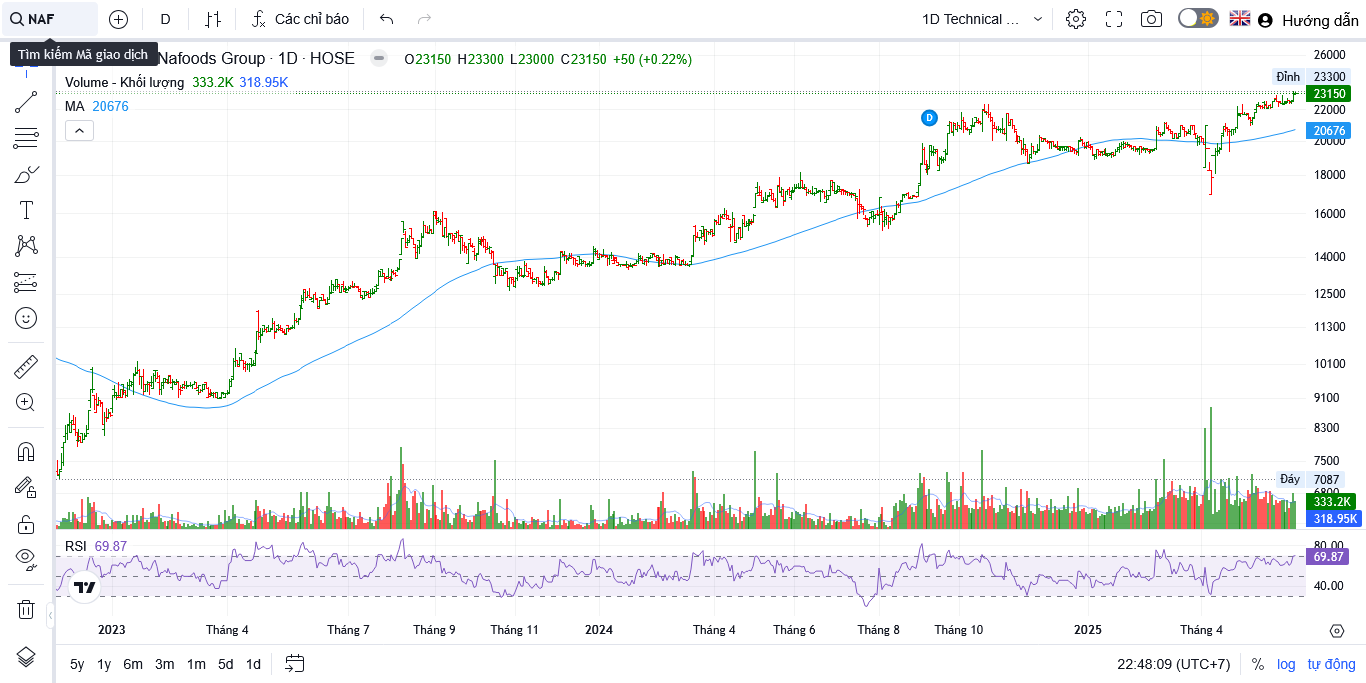 NAF
D
Các chỉ báo
1D Technical ...
Hướng dẫn
Tìm kiếm Mã giao dịch
Nafoods Group · 1D · HOSE
O23150 H23300 L23000 C23150 +50 (+0.22%)
Volume - Khối lượng 333.2K 318.95K
MA 20676
D
26000
Đỉnh 23300
23150
22000
20676
20000
18000
16000
14000
12500
11300
10100
9100
8300
7500
Đáy 7087
6800
333.2K
318.95K
RSI 69.87
80.00
69.87
40.00
2023 Tháng 4 Tháng 7 Tháng 9 Tháng 11 2024 Tháng 4 Tháng 6 Tháng 8 Tháng 10 2025 Tháng 4
5y 1y 6m 3m 1m 5d 1d
22:48:09 (UTC+7) % log tự động